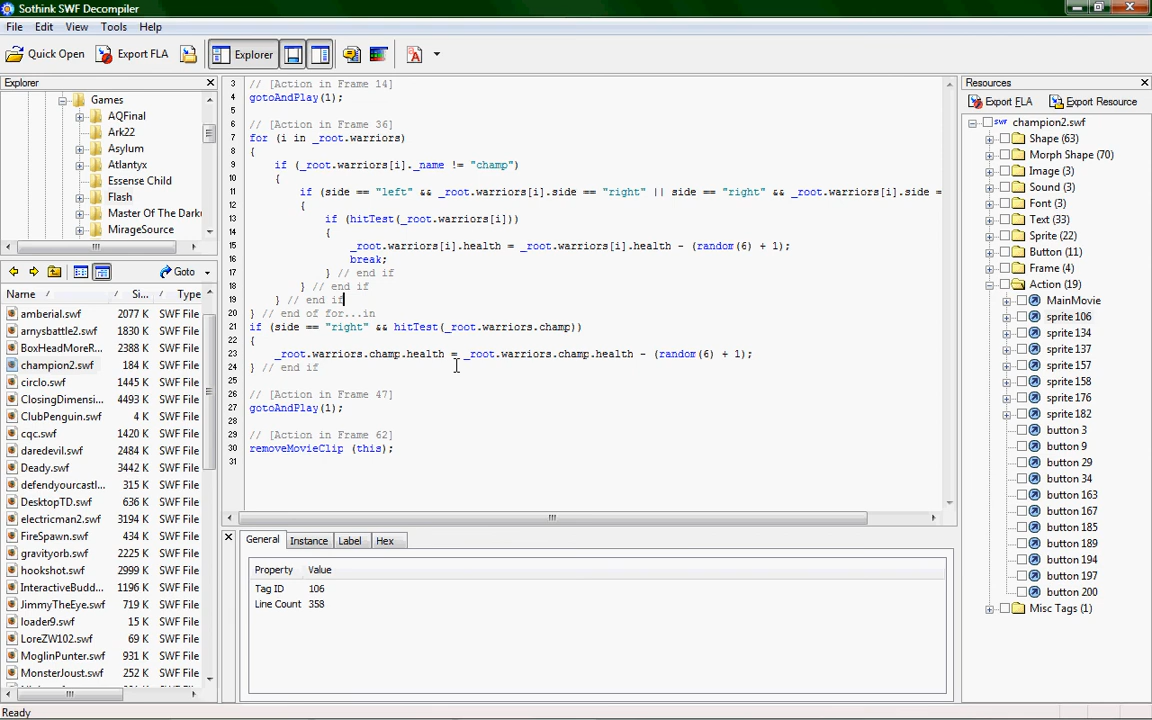 Sothink SWF Decompiler
File Edit View Tools Help
Quick Open Export FLA Explorer
Explorer
Games
AQFinal
Ark22
Asylum
Atlantyx
Essense Child
Flash
Master Of The Dark
MirageSource
Goto
Name Si... Type
amberial.swf 2077 K SWF File
arnysbattle2.swf 1830 K SWF File
BoxHeadMoreR... 2388 K SWF File
champion2.swf 184 K SWF File
circlo.swf 1445 K SWF File
ClosingDimensi... 4493 K SWF File
ClubPenguin.swf 4 K SWF File
cqc.swf 1420 K SWF File
daredevil.swf 2484 K SWF File
Deady.swf 3442 K SWF File
defendyourcastl... 315 K SWF File
DesktopTD.swf 636 K SWF File
electricman2.swf 3194 K SWF File
FireSpawn.swf 434 K SWF File
gravityorb.swf 2225 K SWF File
hookshot.swf 2999 K SWF File
InteractiveBudd... 1196 K SWF File
JimmyTheEye.swf 719 K SWF File
loader9.swf 15 K SWF File
LoreZW102.swf 69 K SWF File
MoglinPunter.swf 931 K SWF File
MonsterJoust.swf 252 K SWF File
3 // [Action in Frame 14]
4 gotoAndPlay(1);
5
6 // [Action in Frame 36]
7 for (i in _root.warriors)
8 {
9 if (_root.warriors[i]._name != "champ")
10 {
11 if (side == "left" && _root.warriors[i].side == "right" || side == "right" && _root.warriors[i].side =
12 {
13 if (hitTest(_root.warriors[i]))
14 {
15 _root.warriors[i].health = _root.warriors[i].health - (random(6) + 1);
16 break;
17 } // end if
18 } // end if
19 } // end if
20 } // end of for...in
21 if (side == "right" && hitTest(_root.warriors.champ))
22 {
23 _root.warriors.champ.health = _root.warriors.champ.health - (random(6) + 1);
24 } // end if
25
26 // [Action in Frame 47]
27 gotoAndPlay(1);
28
29 // [Action in Frame 62]
30 removeMovieClip (this);
31
General Instance Label Hex
Property Value
Tag ID 106
Line Count 358
Resources
Export FLA Export Resource
champion2.swf
Shape (63)
Morph Shape (70)
Image (3)
Sound (3)
Font (3)
Text (33)
Sprite (22)
Button (11)
Frame (4)
Action (19)
MainMovie
sprite 106
sprite 134
sprite 137
sprite 157
sprite 158
sprite 176
sprite 182
button 3
button 9
button 29
button 34
button 163
button 167
button 185
button 189
button 194
button 197
button 200
Misc Tags (1)
Ready